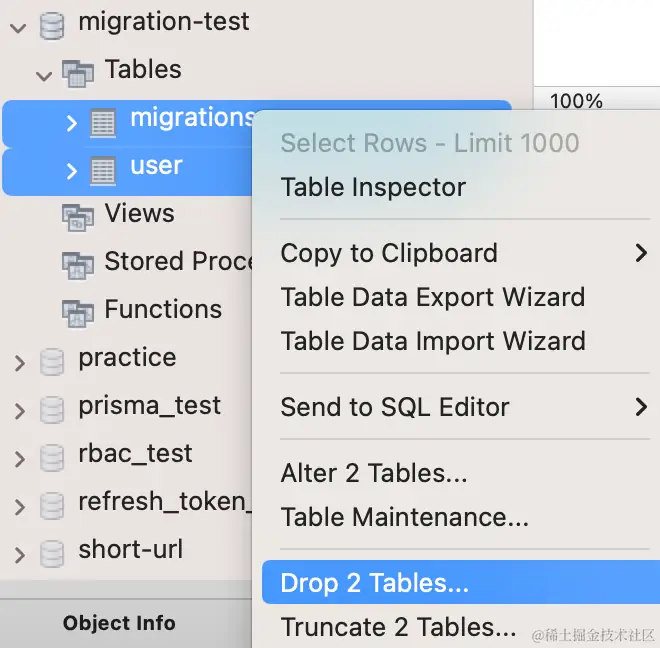 migration-test
Tables
migrations
user
Views
Stored Proce
Functions
practice
prisma_test
rbac_test
refresh_token_
short-url
Object Info
100%
Select Rows - Limit 1000
Table Inspector
Copy to Clipboard
Table Data Export Wizard
Table Data Import Wizard
Send to SQL Editor
Alter 2 Tables...
Table Maintenance...
Drop 2 Tables...
Truncate 2 Tables...
@稀土掘金技术社区